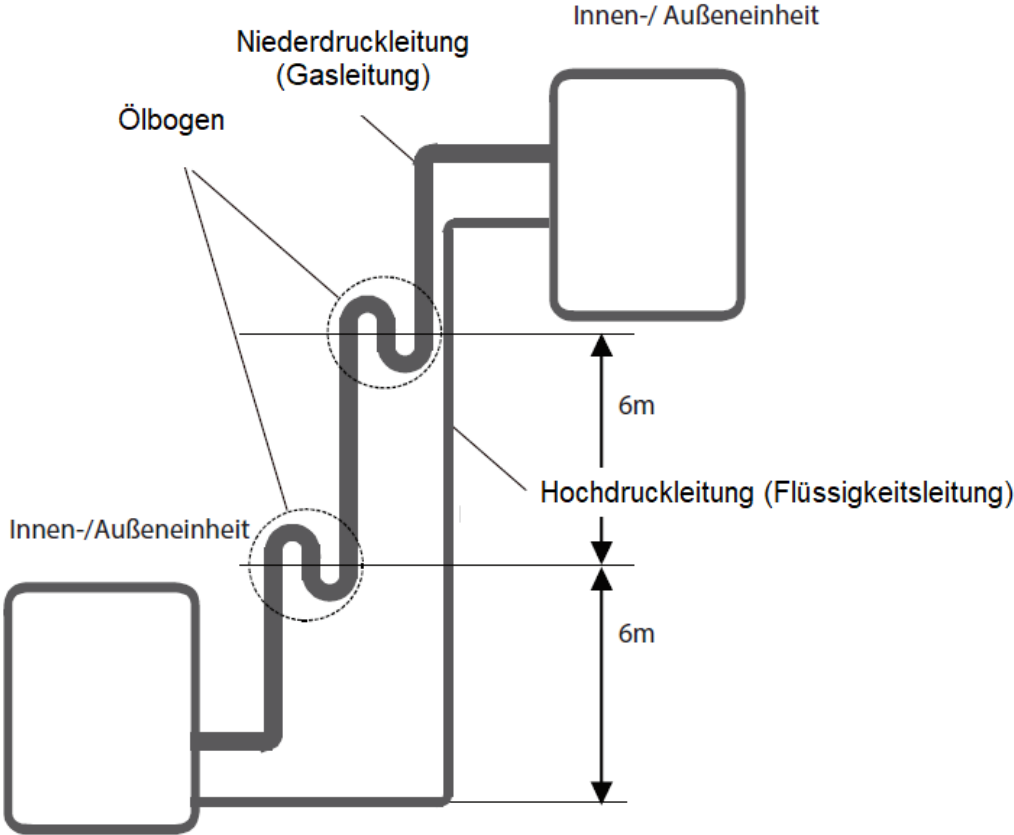 Innen-/ Außeneinheit
Niederdruckleitung
(Gasleitung)
Ölbogen
6m
Hochdruckleitung (Flüssigkeitsleitung)
Innen-/Außeneinheit
6m